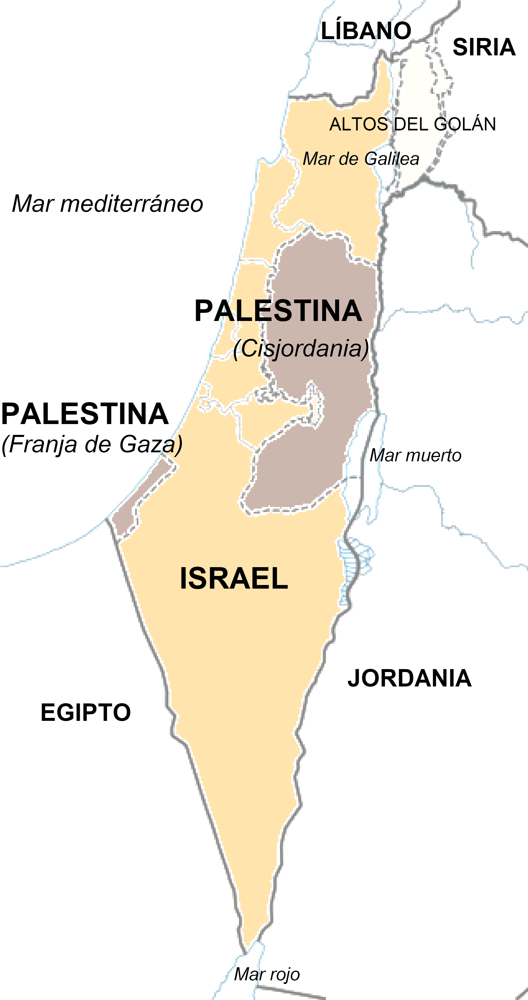 LÍBANO
SIRIA
ALTOS DEL GOLÁN
Mar de Galilea
Mar mediterráneo
PALESTINA
(Cisjordania)
PALESTINA
(Franja de Gaza)
Mar muerto
ISRAEL
JORDANIA
EGIPTO
Mar rojo